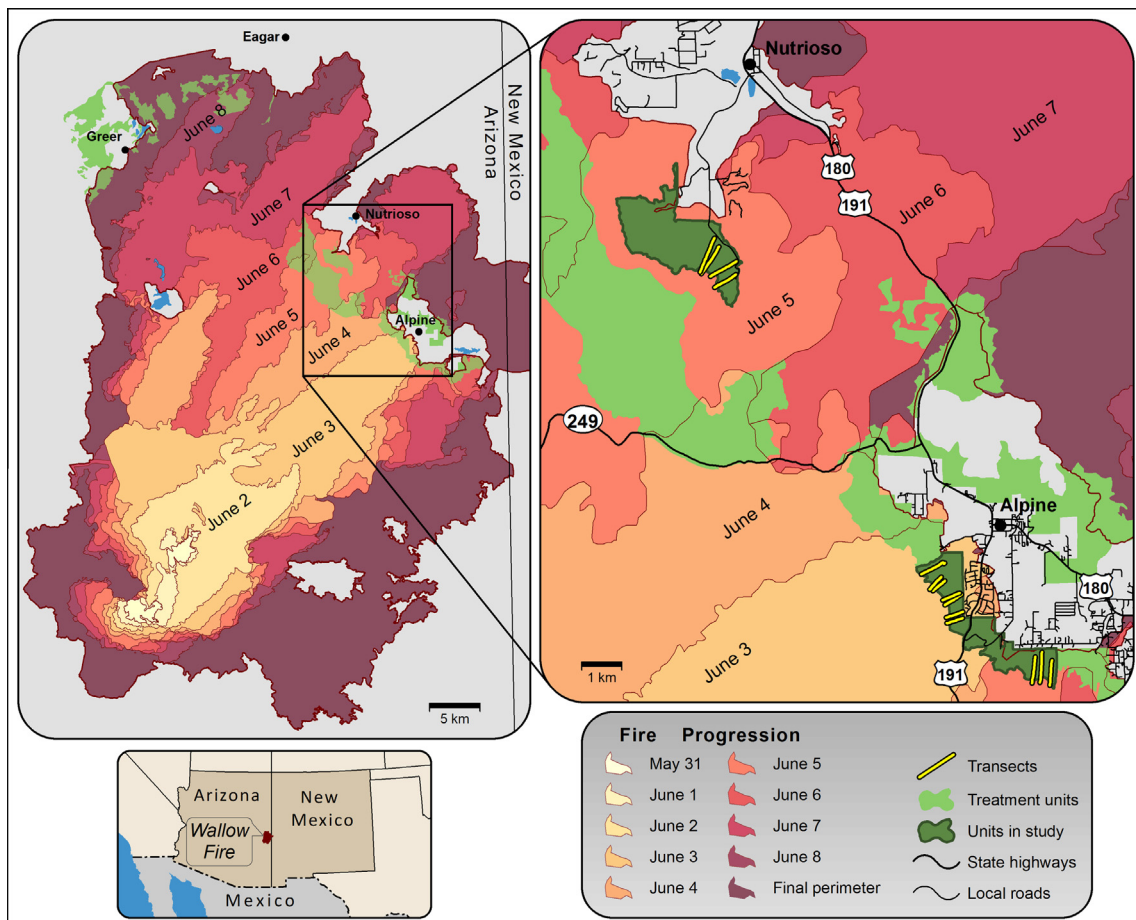 Eagar
New Mexico
Arizona
June 8
Greer
June 7
Nutrioso
June 6
June 5
June 4
Alpine
June 3
June 2
5 km
Nutrioso
June 7
180
191
June 6
June 5
249
June 4
Alpine
180
June 3
191
1 km
Arizona
New
Mexico
Wallow
Fire
Mexico
Fire Progression
May 31
June 1
June 2
June 3
June 4
June 5
June 6
June 7
June 8
Final perimeter
Transects
Treatment units
Units in study
State highways
Local roads